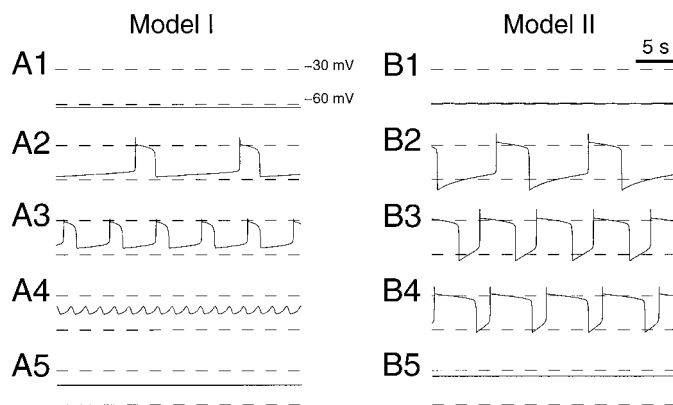 Model I
Model II
5 s
A1
−30 mV
−60 mV
B1
A2
B2
A3
B3
A4
B4
A5
B5